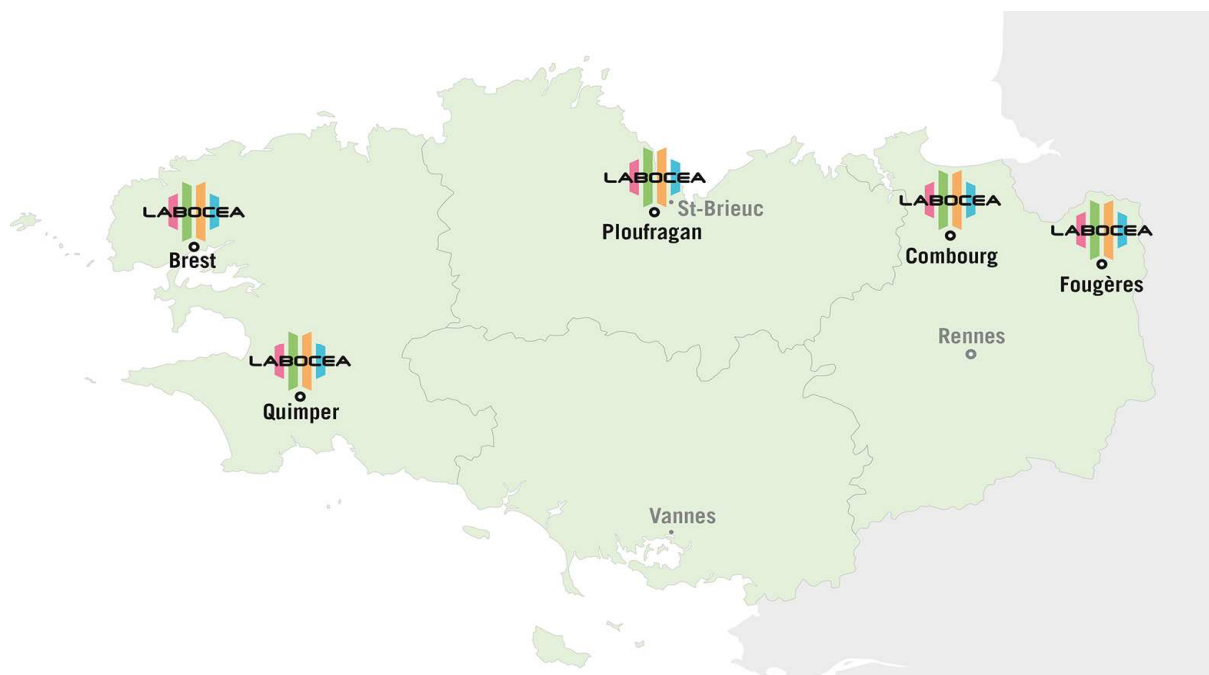 LABOCEA
Brest
LABOCEA
Quimper
LABOCEA
St-Brieuc
Ploufragan
LABOCEA
Combourg
LABOCEA
Fougères
Rennes
Vannes